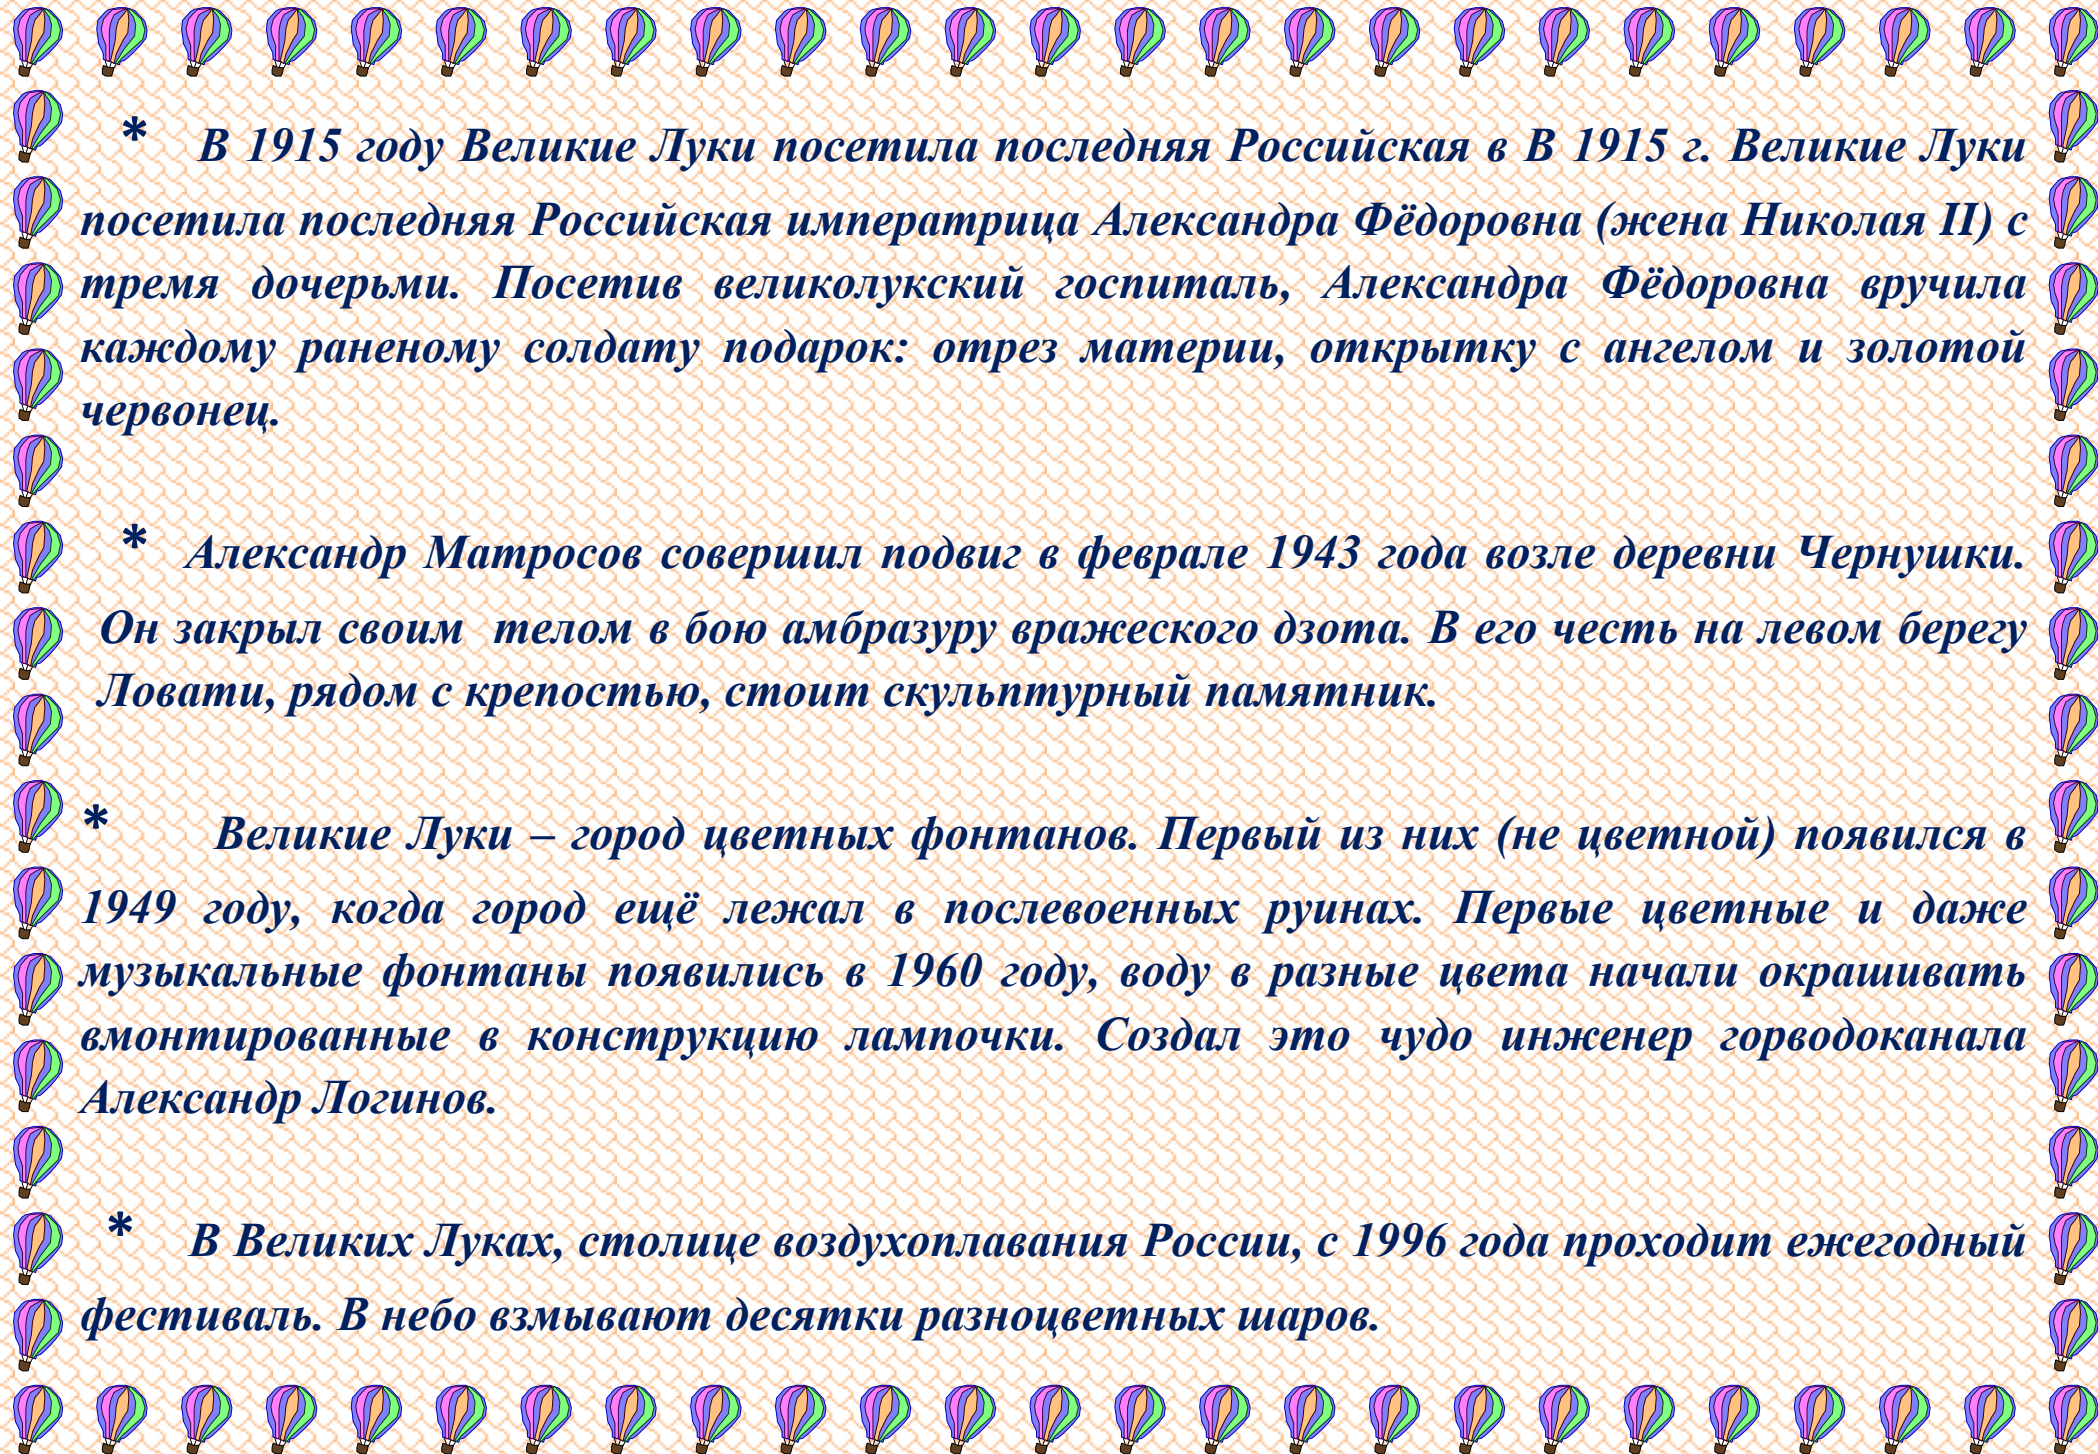 * В 1915 году Великие Луки посетила последняя Российская в В 1915 г. Великие Луки
посетила последняя Российская императрица Александра Фёдоровна (жена Николая II) с
тремя дочерьми. Посетив великолукский госпиталь, Александра Фёдоровна вручила
каждому раненому солдату подарок: отрез материи, открытку с ангелом и золотой
червонец.
* Александр Матросов совершил подвиг в феврале 1943 года возле деревни Чернушки.
Он закрыл своим телом в бою амбразуру вражеского дзота. В его честь на левом берегу
Ловати, рядом с крепостью, стоит скульптурный памятник.
* Великие Луки – город цветных фонтанов. Первый из них (не цветной) появился в
1949 году, когда город ещё лежал в послевоенных руинах. Первые цветные и даже
музыкальные фонтаны появились в 1960 году, воду в разные цвета начали окрашивать
вмонтированные в конструкцию лампочки. Создал это чудо инженер горводоканала
Александр Логинов.
* В Великих Луках, столице воздухоплавания России, с 1996 года проходит ежегодный
фестиваль. В небо взмывают десятки разноцветных шаров.